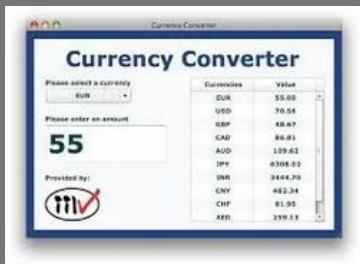 Currency Converter
Currency Converter
Please select a currency
EUR
Please enter an amount
55
Provided by:
Currencies Value
EUR 55.00
USD 70.56
GBP 48.67
CAD 86.81
AUD 109.62
JPY 6308.02
INR 3444.70
CNY 482.34
CHF 81.95
AED 259.13